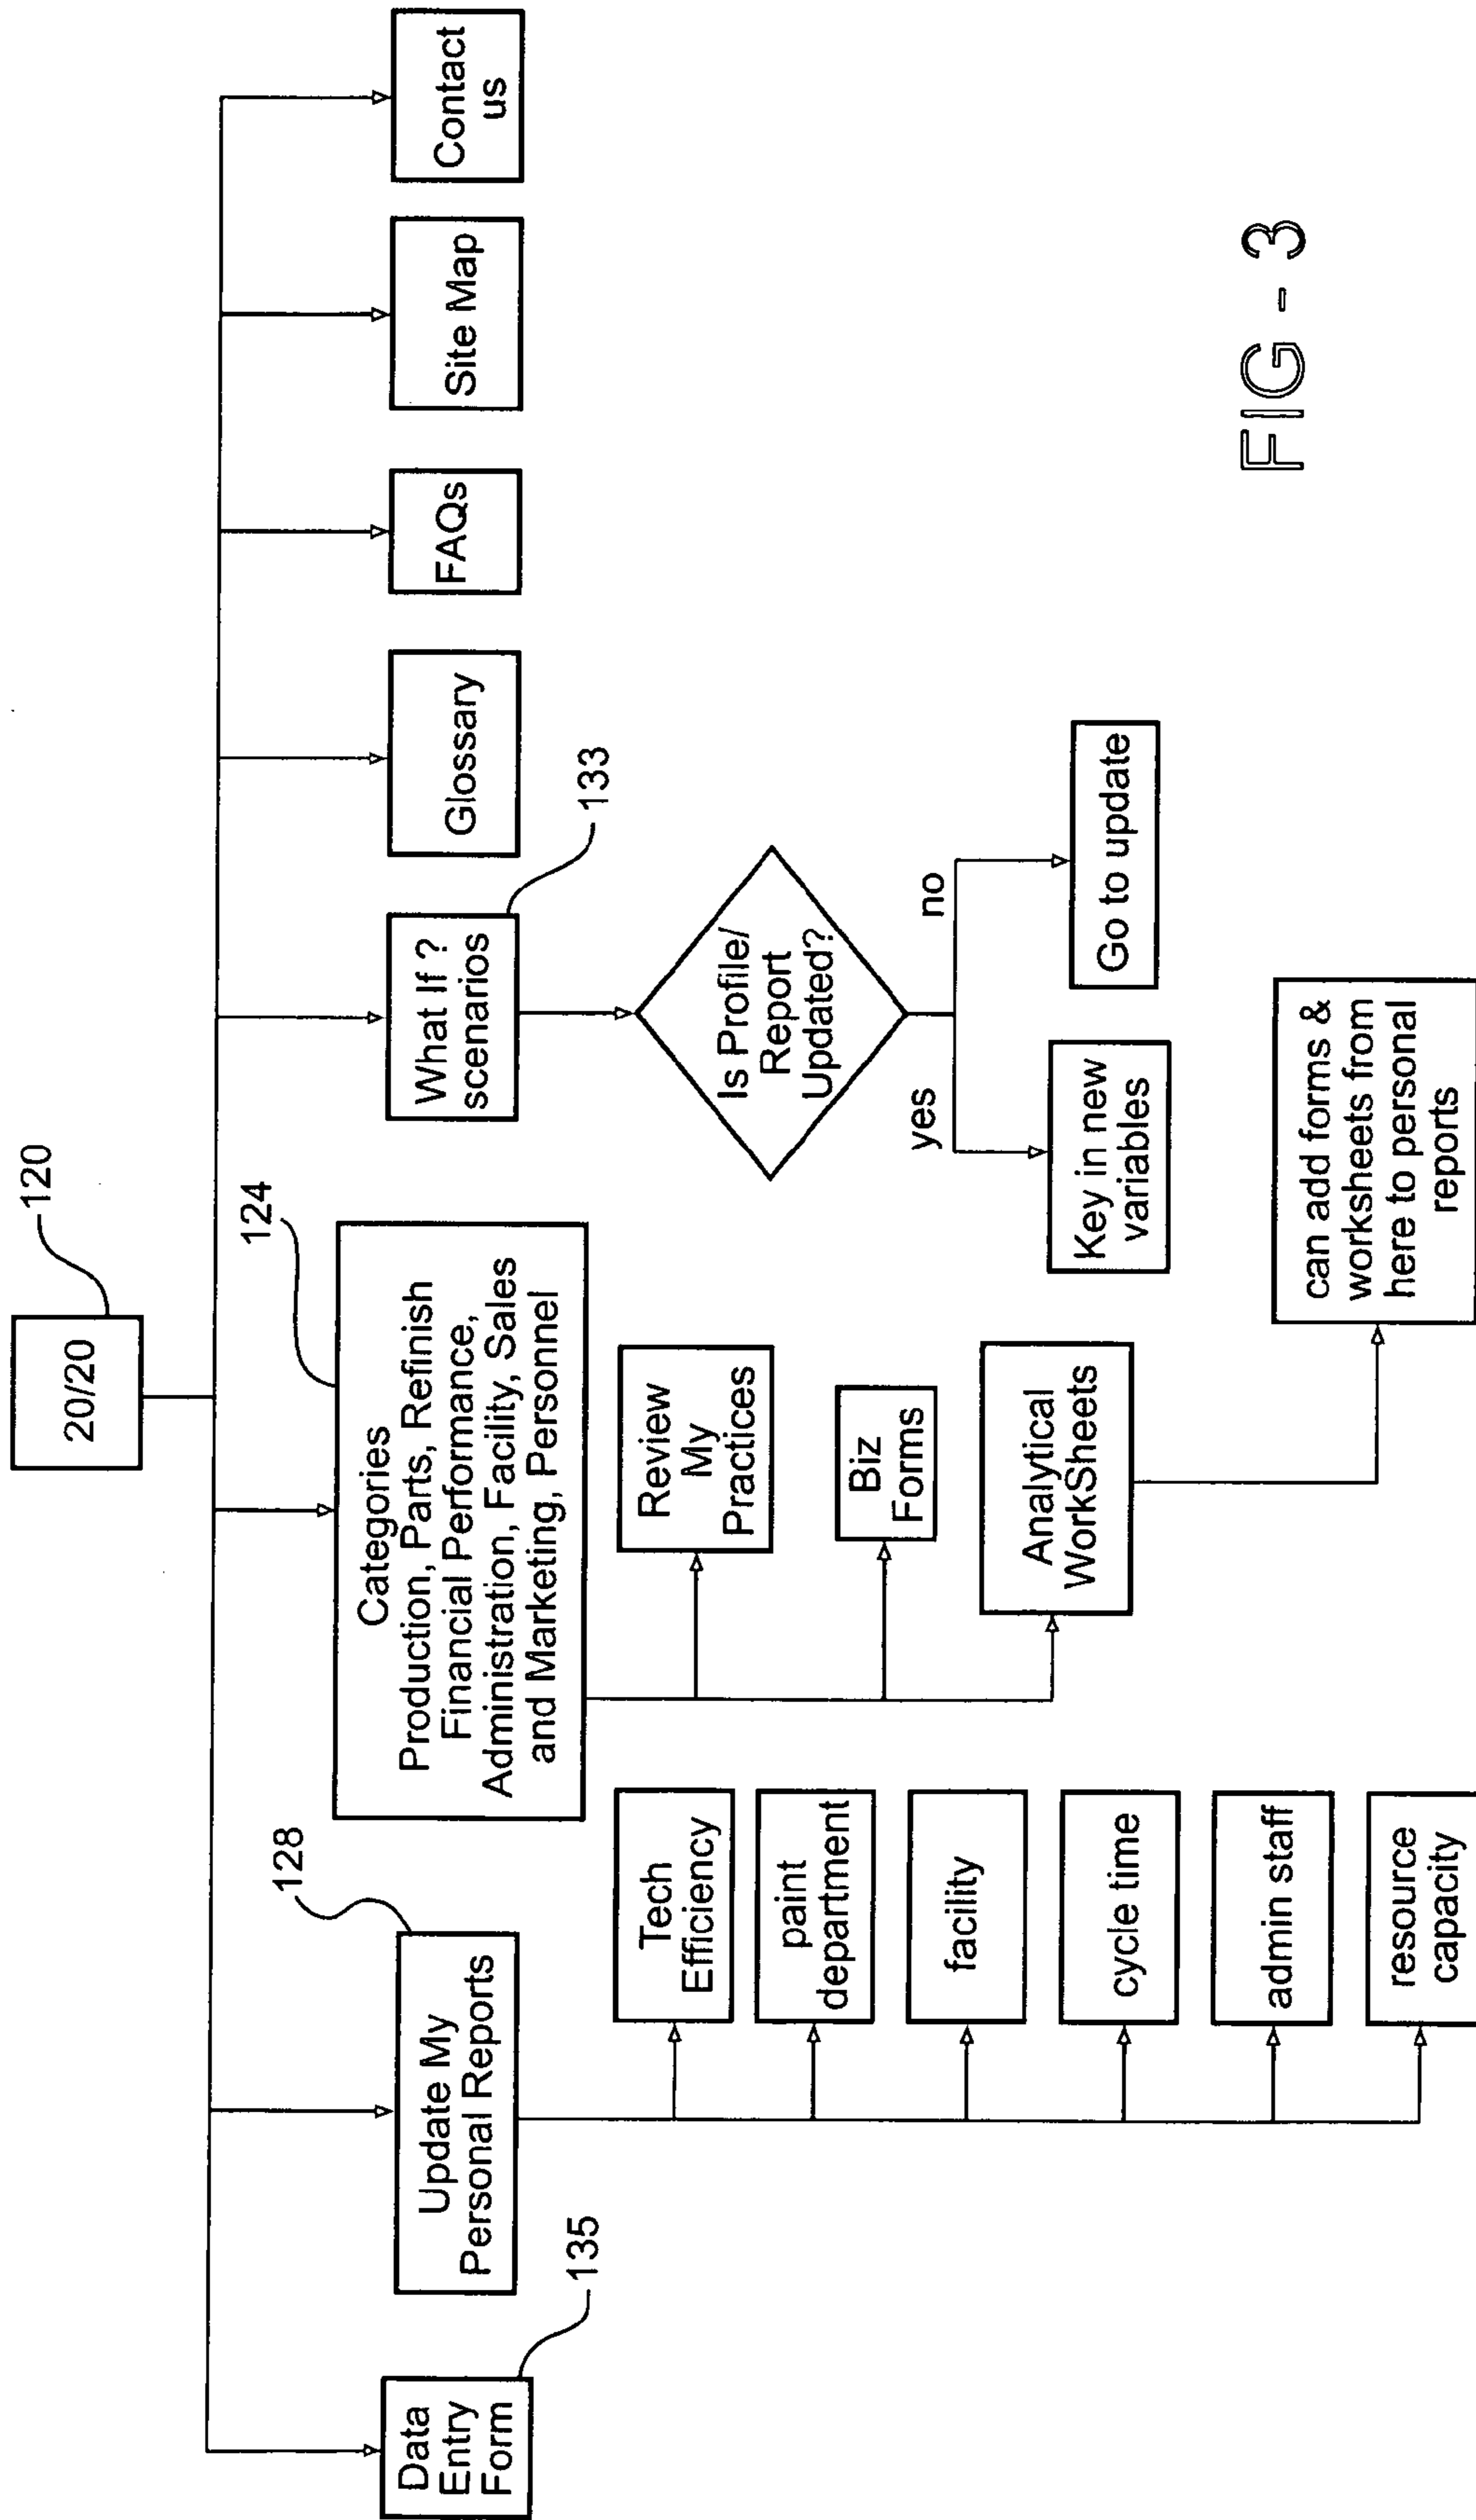 20/20
120
Data
Entry
Form
135
Update My
Personal Reports
128
Categories
Production, Parts, Refinish
Financial Performance,
Administration, Facility, Sales
and Marketing, Personnel
124
What If ?
scenarios
133
Glossary
FAQs
Site Map
Contact
us
Tech
Efficiency
paint
department
facility
cycle time
admin staff
resource
capacity
Review
My
Practices
Biz
Forms
Analytical
WorkSheets
can add forms &
worksheets from
here to personal
reports
Is Profile/
Report
Updated?
yes
no
Key in new
variables
Go to update
FIG - 3